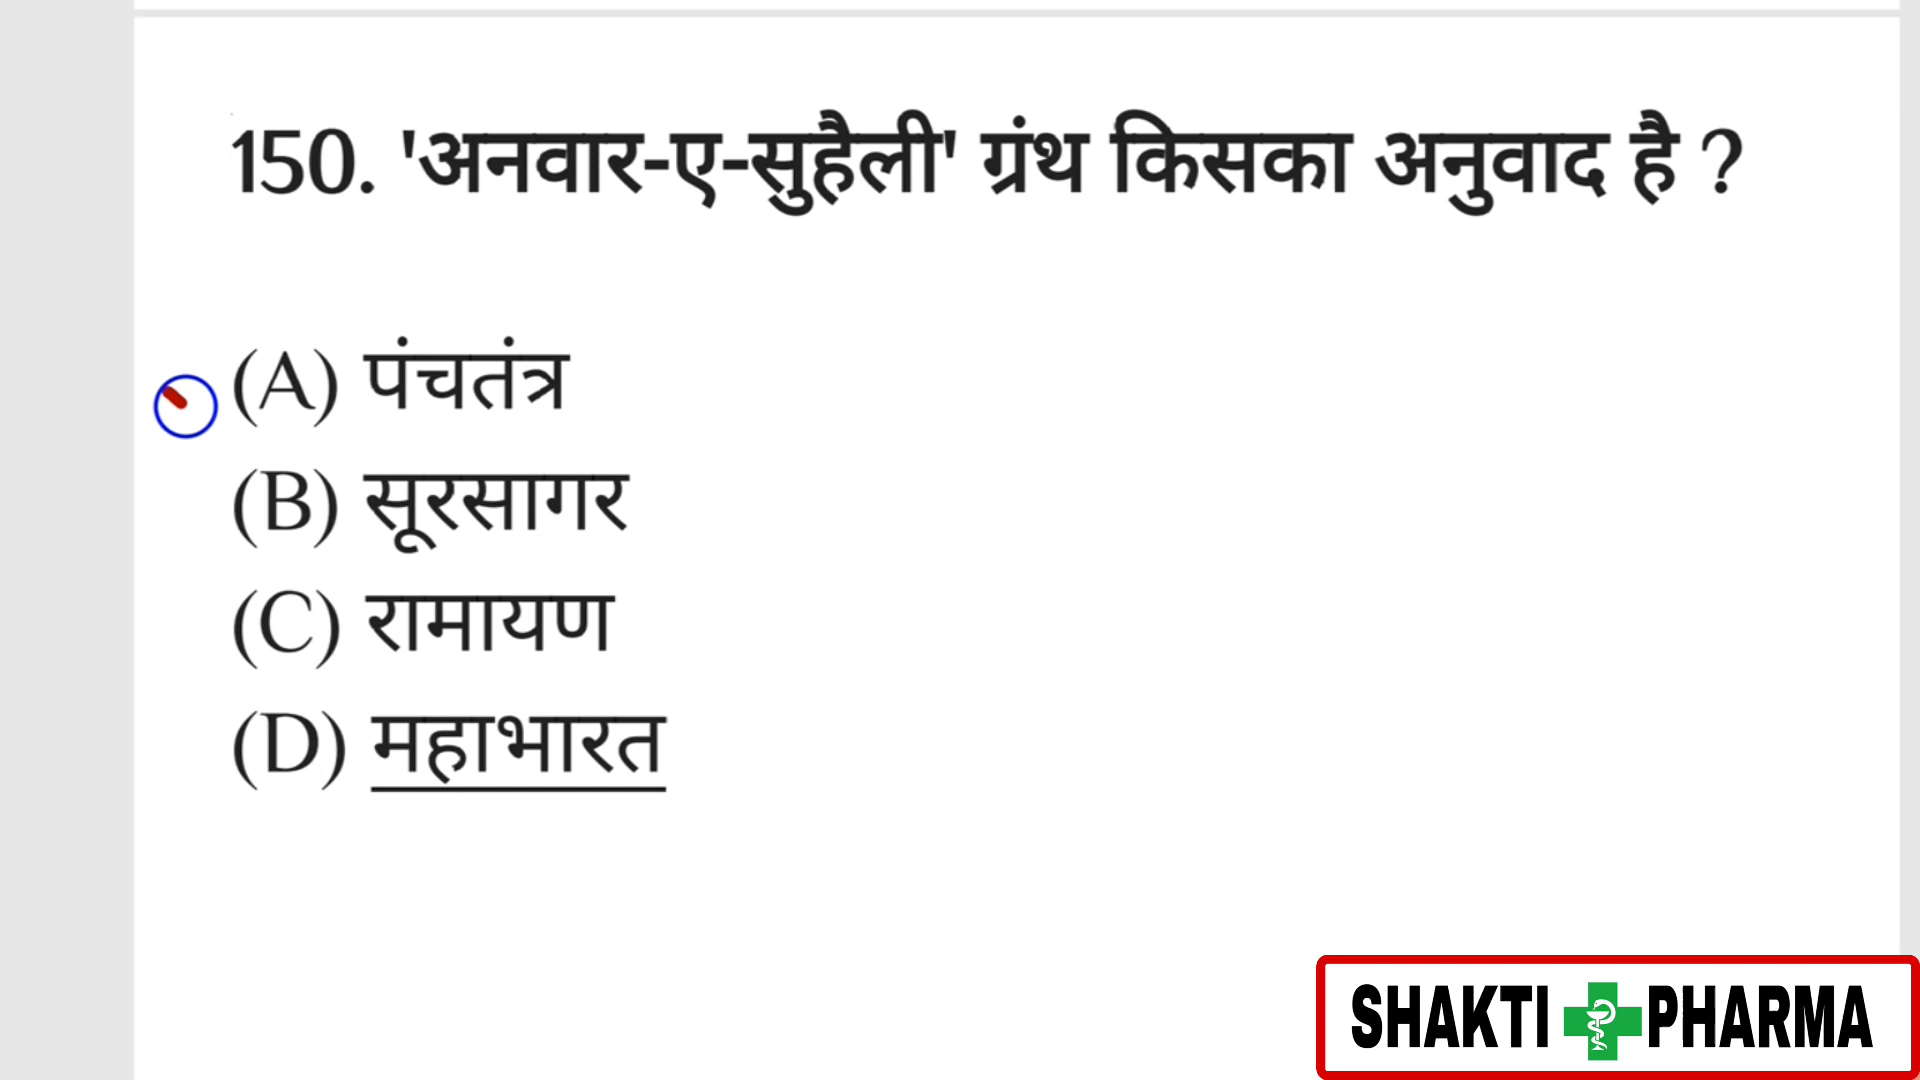 150. 'अनवार-ए-सुहैली' ग्रंथ किसका अनुवाद है ?
(A) पंचतंत्र
(B) सूरसागर
(C) रामायण
(D) महाभारत
SHAKTI PHARMA